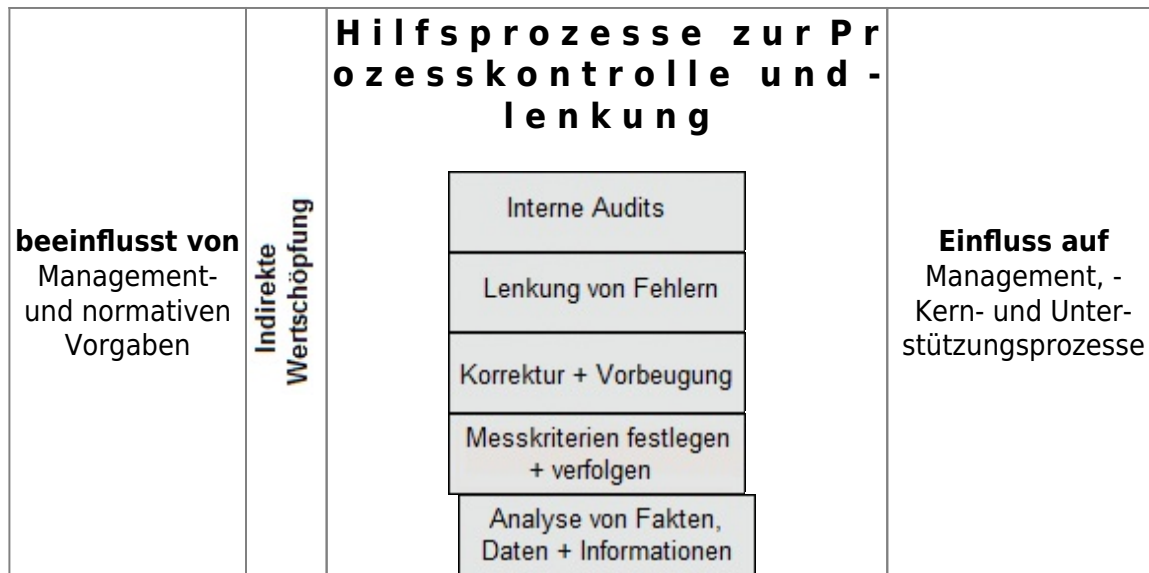 beeinflusst von
Management-
und normativen
Vorgaben
Indirekte
Wertschöpfung
Hilfsprozesse zur Pr
ozesskontrolle und -
lenkung
Interne Audits
Lenkung von Fehlern
Korrektur + Vorbeugung
Messkriterien festlegen
+ verfolgen
Analyse von Fakten,
Daten + Informationen
Einfluss auf
Management, -
Kern- und Unter-
stützungsprozesse